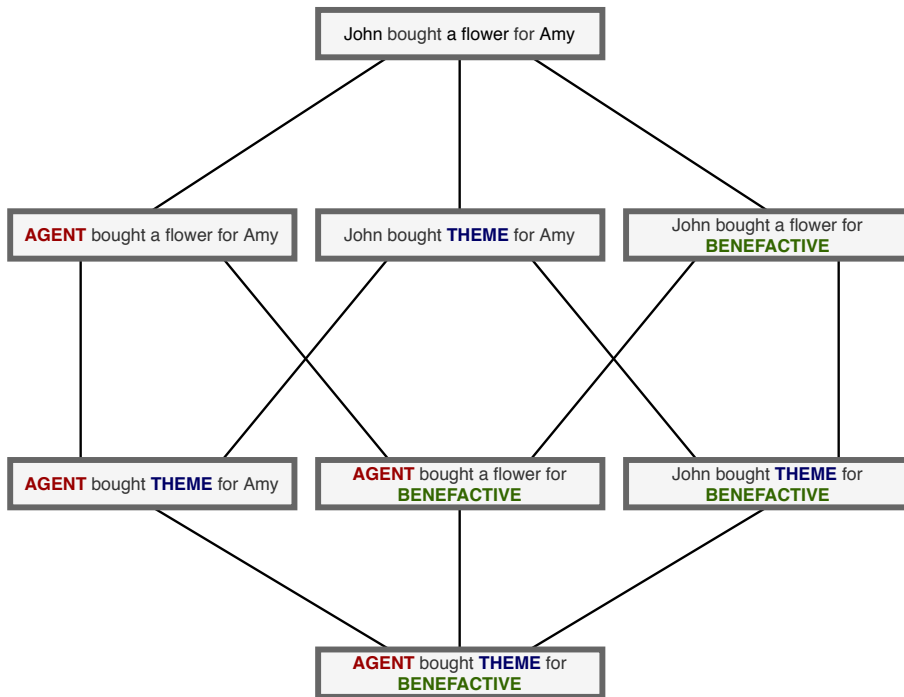 John bought a flower for Amy
AGENT bought a flower for Amy
John bought THEME for Amy
John bought a flower for
BENEFACTIVE
AGENT bought THEME for Amy
AGENT bought a flower for
BENEFACTIVE
John bought THEME for
BENEFACTIVE
AGENT bought THEME for
BENEFACTIVE